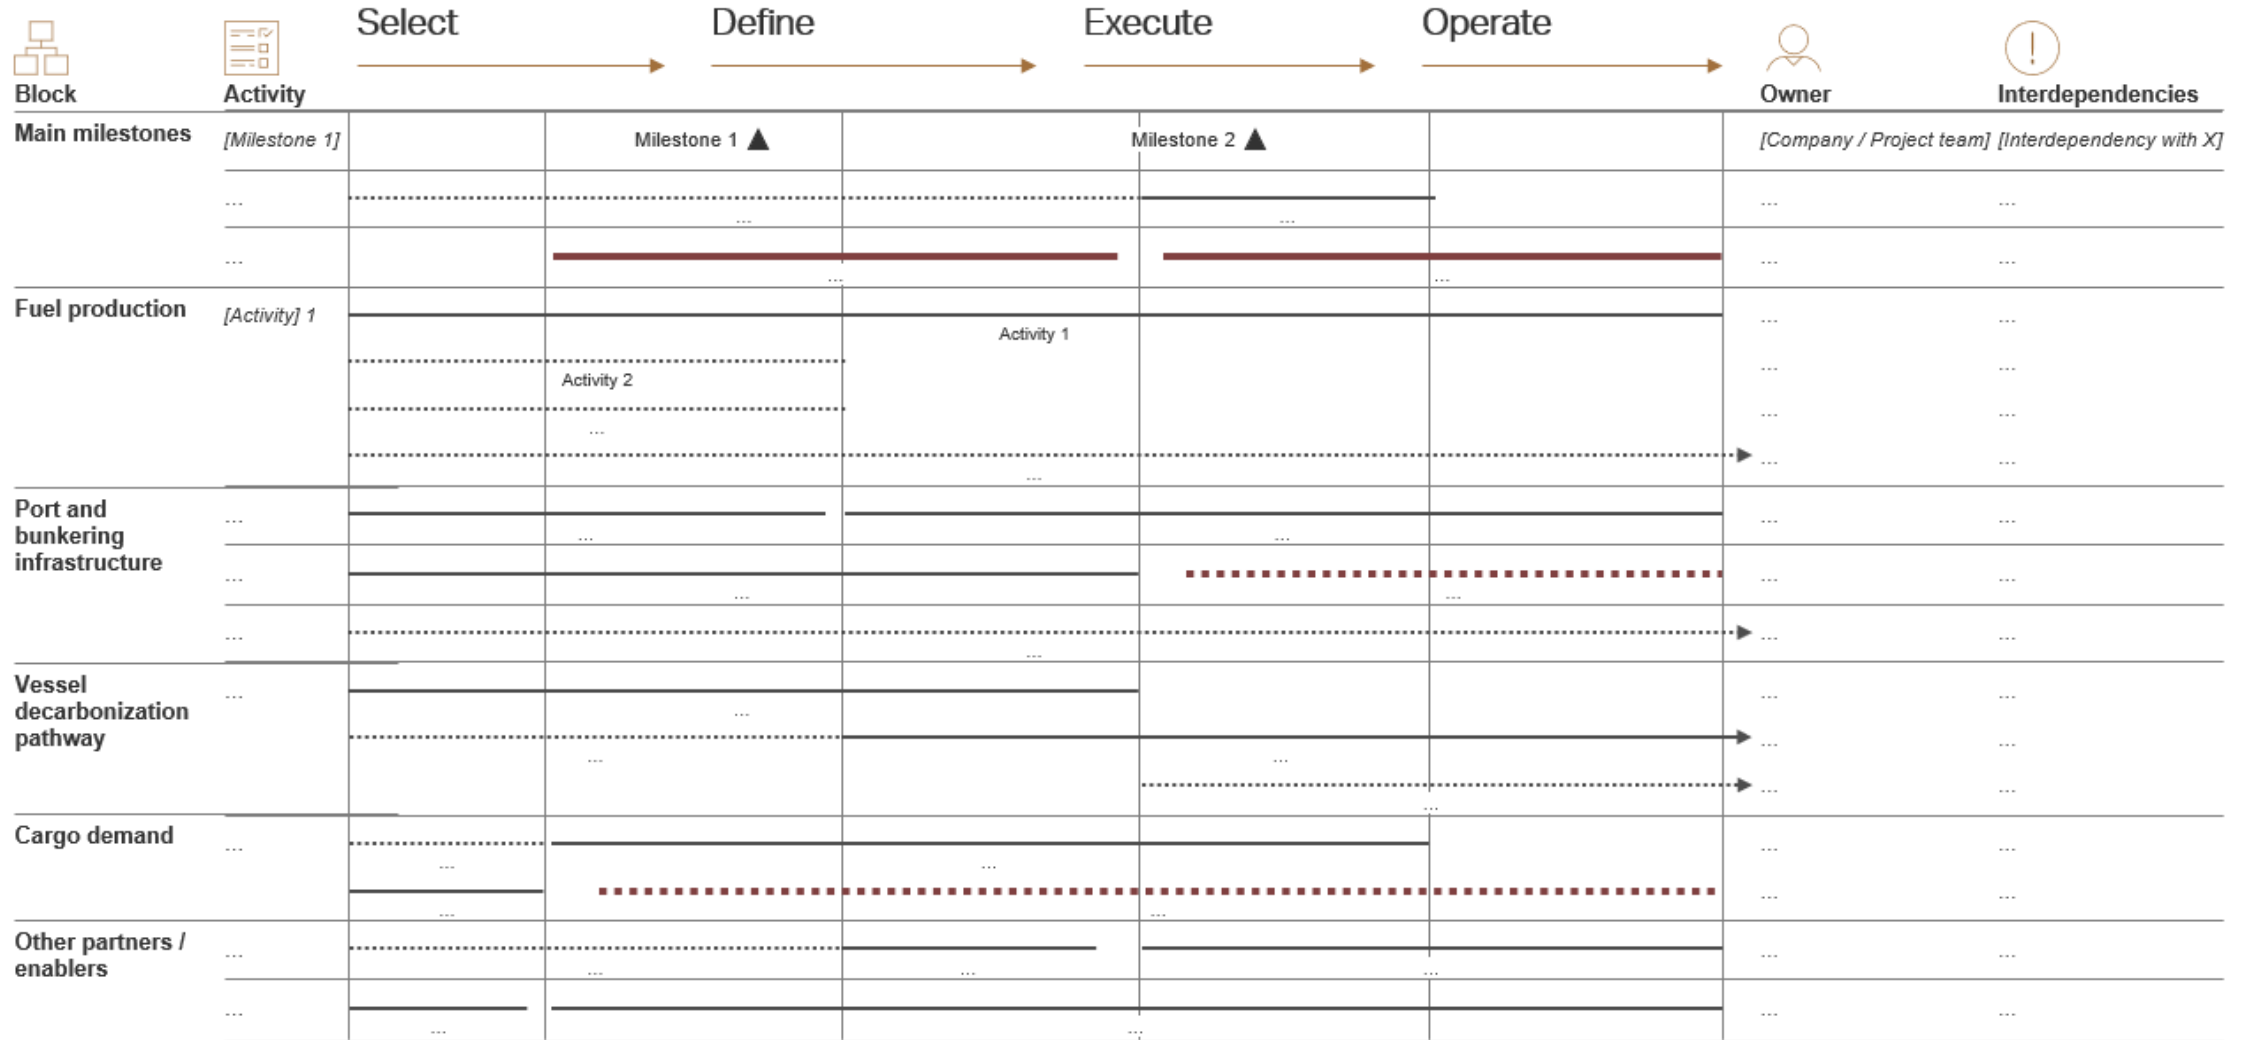 Select
Define
Execute
Operate
Block
Activity
Owner
Interdependencies
Main milestones
[Milestone 1]
Milestone 1
Milestone 2
[Company / Project team]
[Interdependency with X]
... ... ...
... ...
... ... ...
... ...
Fuel production
[Activity] 1
... ...
Activity 1
... ...
Activity 2
... ...
...
... ...
...
Port and
bunkering
infrastructure
... ... ...
... ...
... ... ...
... ...
... ... ...
...
Vessel
decarbonization
pathway
... ... ...
...
... ...
... ...
... ...
...
Cargo demand
... ... ...
... ...
... ...
... ...
Other partners /
enablers
... ... ...
... ... ...
... ... ...
... ...